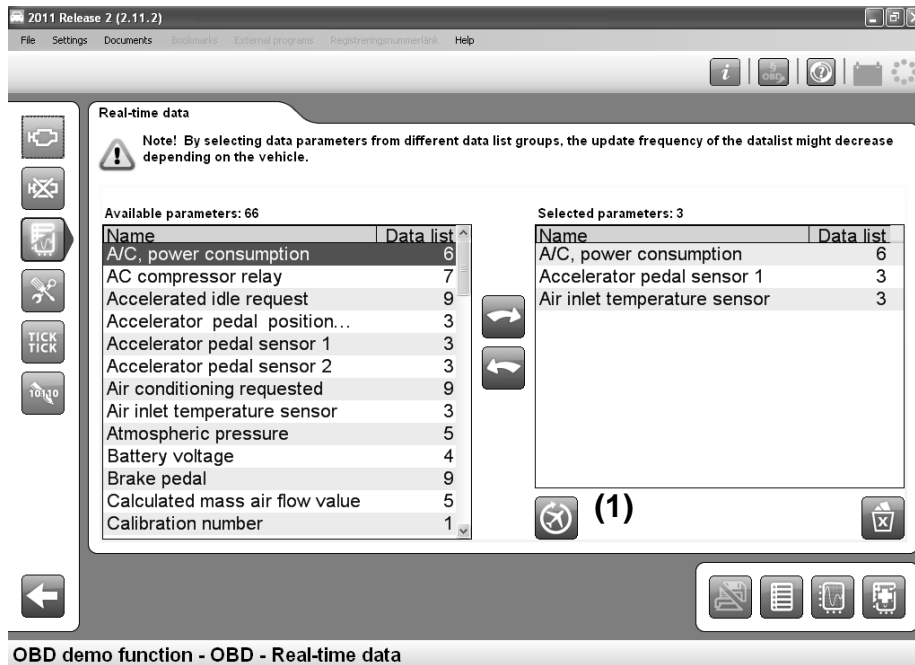 2011 Release 2 (2.11.2)
File Settings Documents Bookmarks External programs Registreringsnummerlänk Help
i
OBD
?
Real-time data
Note! By selecting data parameters from different data list groups, the update frequency of the datalist might decrease
depending on the vehicle.
Available parameters: 66
Name Data list
A/C, power consumption 6
AC compressor relay 7
Accelerated idle request 9
Accelerator pedal position... 3
Accelerator pedal sensor 1 3
Accelerator pedal sensor 2 3
Air conditioning requested 9
Air inlet temperature sensor 3
Atmospheric pressure 5
Battery voltage 4
Brake pedal 9
Calculated mass air flow value 5
Calibration number 1
Selected parameters: 3
Name Data list
A/C, power consumption 6
Accelerator pedal sensor 1 3
Air inlet temperature sensor 3
(1)
TICK
TICK
OBD demo function - OBD - Real-time data